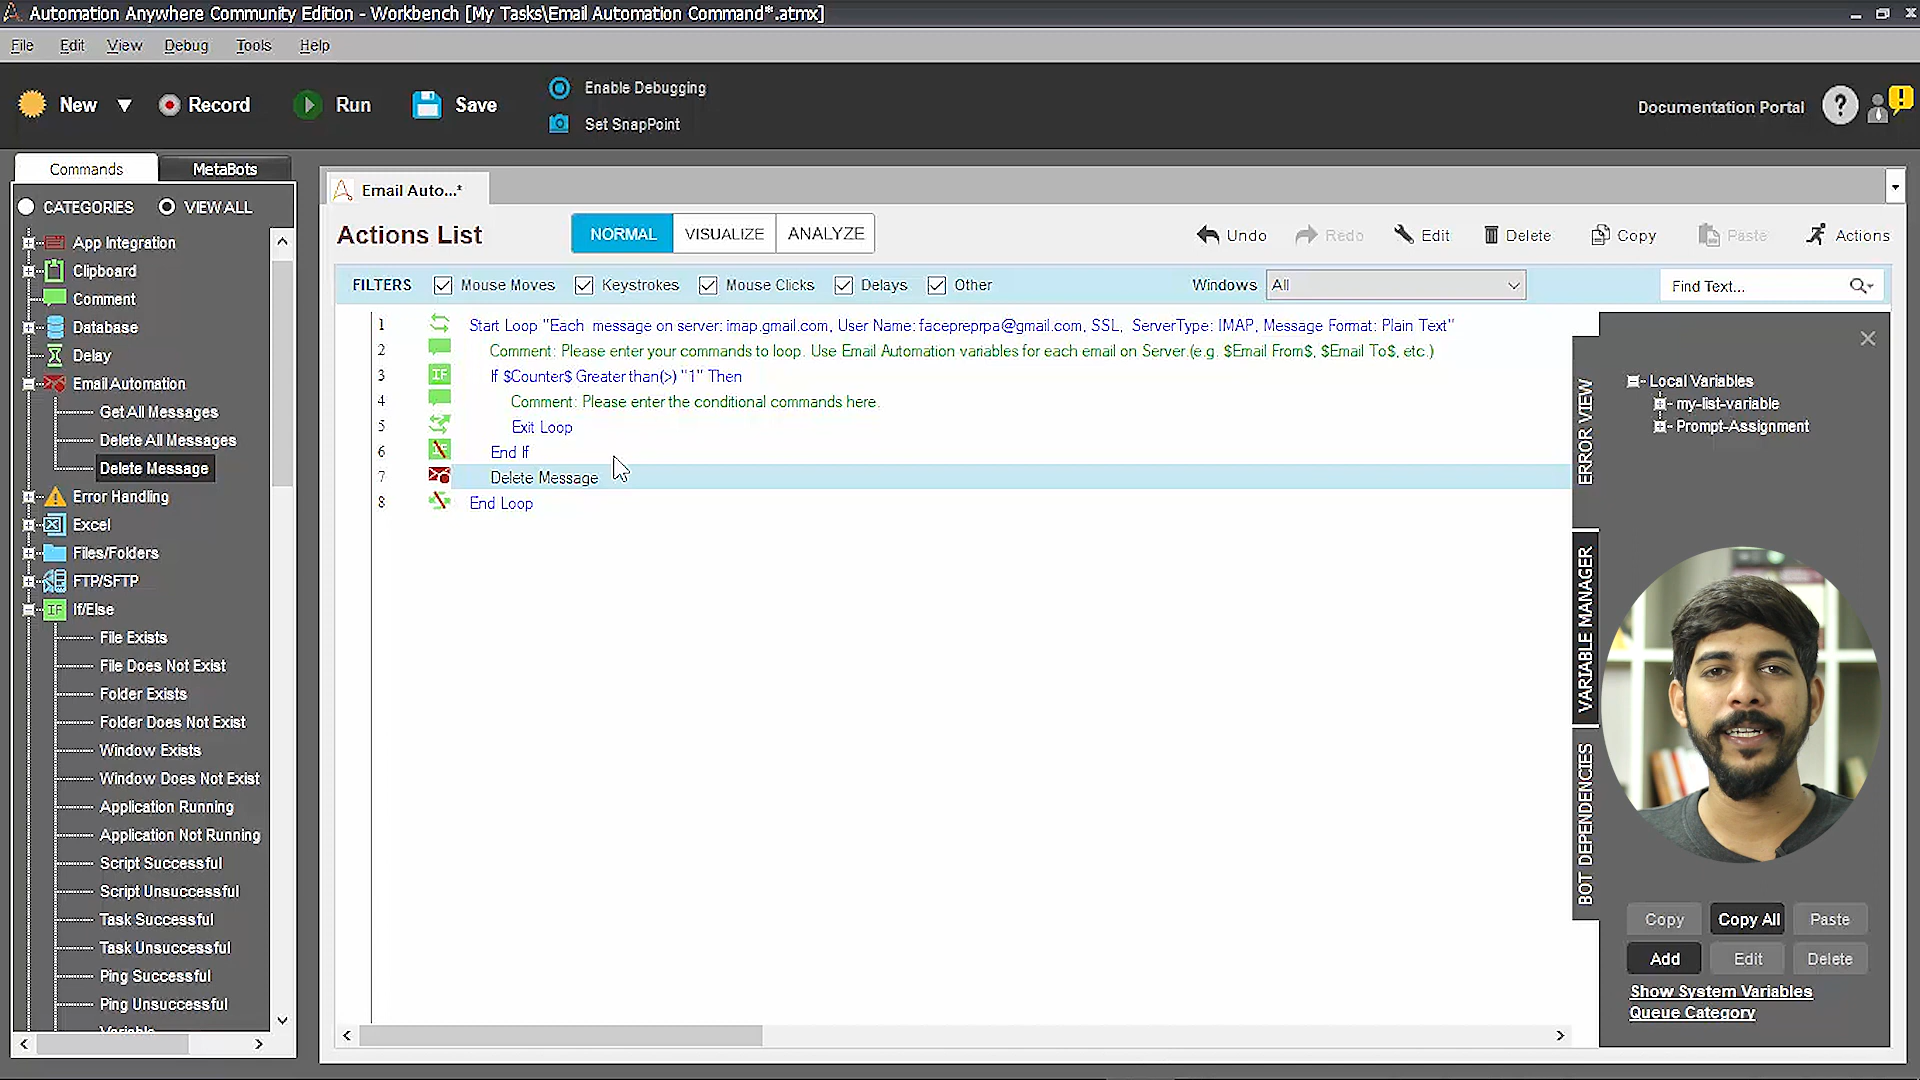 Automation Anywhere Community Edition - Workbench [My Tasks\Email Automation Command*.atmx]
File Edit View Debug Tools Help
New Record Run Save
Enable Debugging
Set SnapPoint
Documentation Portal
Commands MetaBots
CATEGORIES VIEW ALL
App Integration
Clipboard
Comment
Database
Delay
Email Automation
Get All Messages
Delete All Messages
Delete Message
Error Handling
Excel
Files/Folders
FTP/SFTP
If/Else
File Exists
File Does Not Exist
Folder Exists
Folder Does Not Exist
Window Exists
Window Does Not Exist
Application Running
Application Not Running
Script Successful
Script Unsuccessful
Task Successful
Task Unsuccessful
Ping Successful
Ping Unsuccessful
Variable
Email Auto...*
Actions List
NORMAL VISUALIZE ANALYZE
Undo Redo Edit Delete Copy Paste Actions
FILTERS Mouse Moves Keystrokes Mouse Clicks Delays Other
Windows All
Find Text...
1 Start Loop "Each  message on server: imap.gmail.com, User Name: facepreprpa@gmail.com, SSL,  ServerType: IMAP, Message Format: Plain Text"
2 Comment: Please enter your commands to loop. Use Email Automation variables for each email on Server.(e.g. $Email From$, $Email To$, etc.)
3 IF If $Counter$ Greater than(>) "1" Then
4 Comment: Please enter the conditional commands here.
5 Exit Loop
6 End If
7 Delete Message
8 End Loop
ERROR VIEW
VARIABLE MANAGER
BOT DEPENDENCIES
Local Variables
my-list-variable
Prompt-Assignment
Copy Copy All Paste
Add Edit Delete
Show System Variables
Queue Category